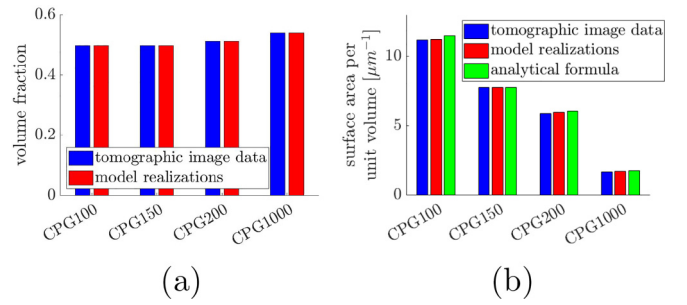 volume fraction
0.6
0.4
0.2
0
tomographic image data
model realizations
CPG100
CPG150
CPG200
CPG1000
(a)
surface area per
unit volume [μm⁻¹]
10
5
0
tomographic image data
model realizations
analytical formula
CPG100
CPG150
CPG200
CPG1000
(b)